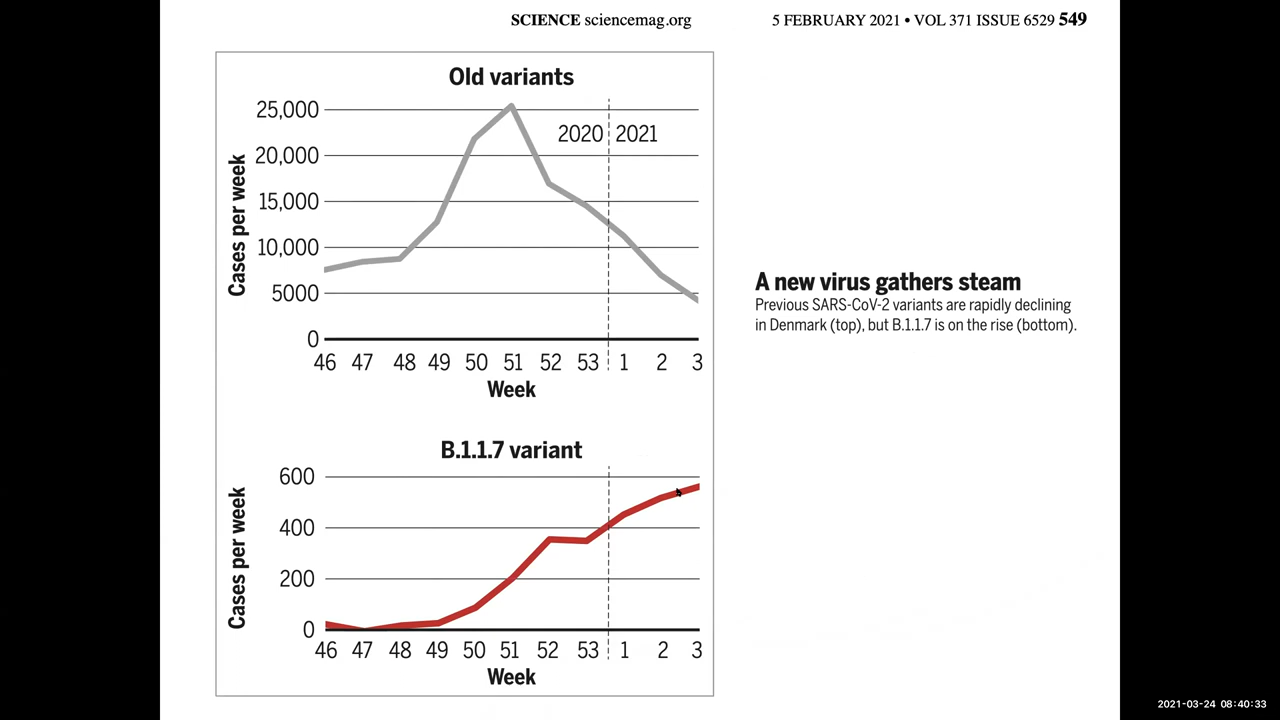 SCIENCE sciencemag.org
5 FEBRUARY 2021 • VOL 371 ISSUE 6529 549
Old variants
25,000
20,000
15,000
10,000
5000
0
Cases per week
2020 2021
46 47 48 49 50 51 52 53 1 2 3
Week
A new virus gathers steam
Previous SARS-CoV-2 variants are rapidly declining
in Denmark (top), but B.1.1.7 is on the rise (bottom).
B.1.1.7 variant
600
400
200
0
Cases per week
46 47 48 49 50 51 52 53 1 2 3
Week
2021-03-24 08:40:33